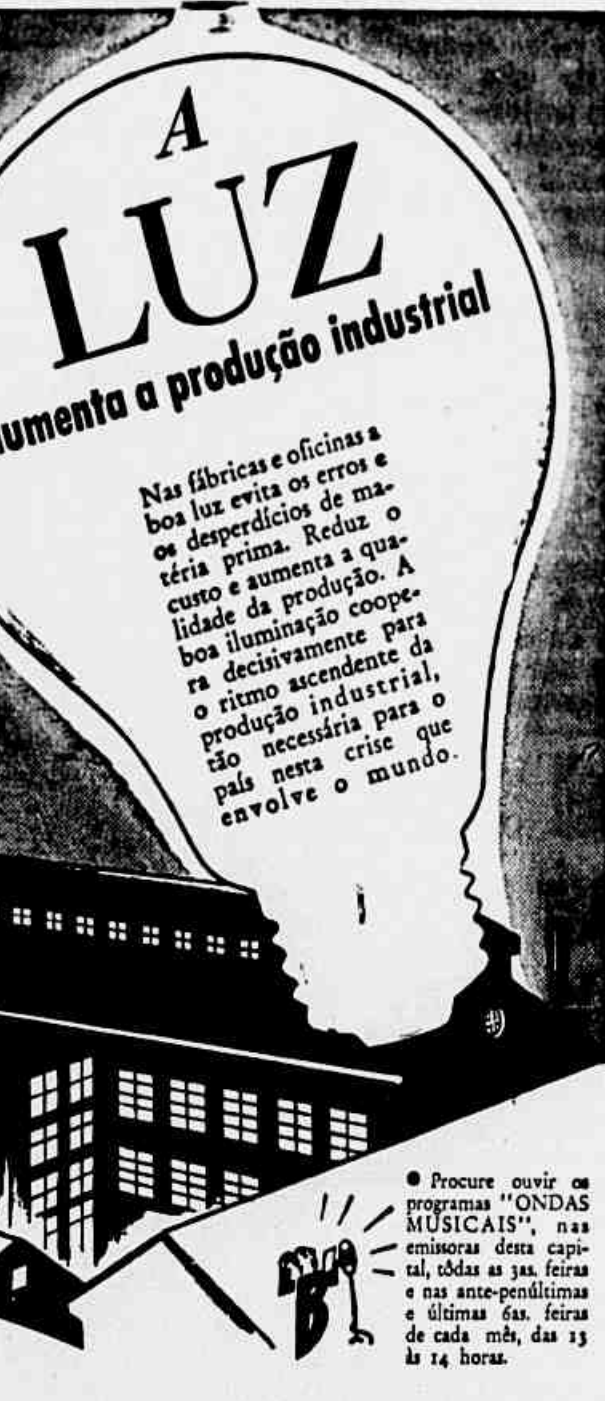 A
LUZ
aumenta a produção industrial
Nas fábricas e oficinas a
boa luz evita os erros e
os desperdícios de ma-
téria prima. Reduz o
custo e aumenta a qua-
lidade da produção. A
boa iluminação coope-
ra decisivamente para
o ritmo ascendente da
produção industrial,
tão necessária para o
país nesta crise que
envolve o mundo.
● Procure ouvir os
programas "ONDAS
MUSICAIS", nas
emissoras desta capi-
tal, tôdas as 3as. feiras
e nas ante-penúltimas
e últimas 6as. feiras
de cada mês, das 13
às 14 horas.